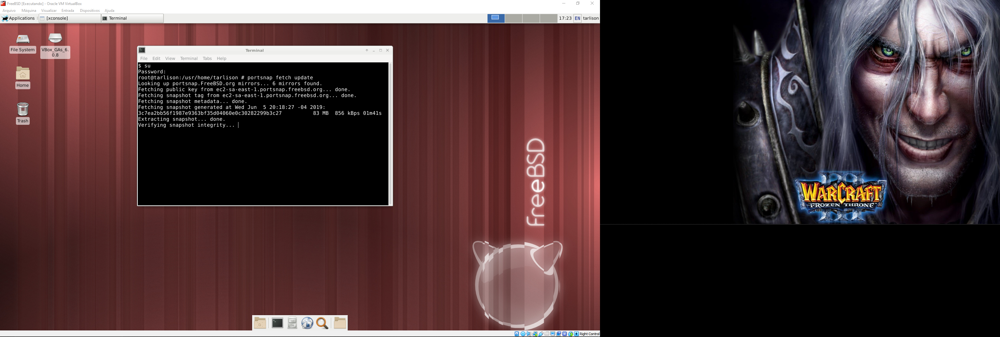 FreeBSD [Executando] - Oracle VM VirtualBox
Arquivo Máquina Visualizar Entrada Dispositivos Ajuda
Applications [xconsole] Terminal 17:23 EN tarlison
File System
VBox_GAs_6.
0.8
Home
Trash
Terminal
File Edit View Terminal Tabs Help
$ su
Password:
root@tarlison:/usr/home/tarlison # portsnap fetch update
Looking up portsnap.FreeBSD.org mirrors... 6 mirrors found.
Fetching public key from ec2-sa-east-1.portsnap.freebsd.org... done.
Fetching snapshot tag from ec2-sa-east-1.portsnap.freebsd.org... done.
Fetching snapshot metadata... done.
Fetching snapshot generated at Wed Jun  5 20:18:27 -04 2019:
3c7ea2bb56f1987e9363bf35d04060e0c30282299b3c27          83 MB  856 kBps 01m41s
Extracting snapshot... done.
Verifying snapshot integrity...
FreeBSD
Right Control
WARCRAFT
III
FROZEN THRONE